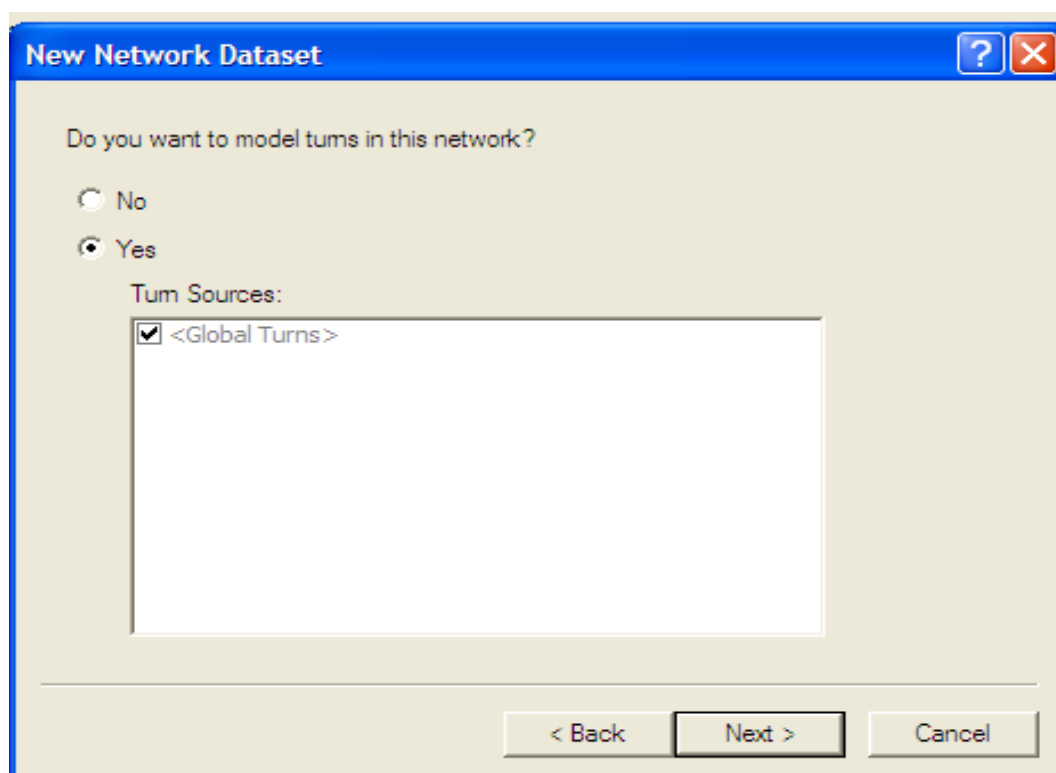 New Network Dataset
?
Do you want to model turns in this network?
No
Yes
Turn Sources:
<Global Turns>
< Back
Next >
Cancel